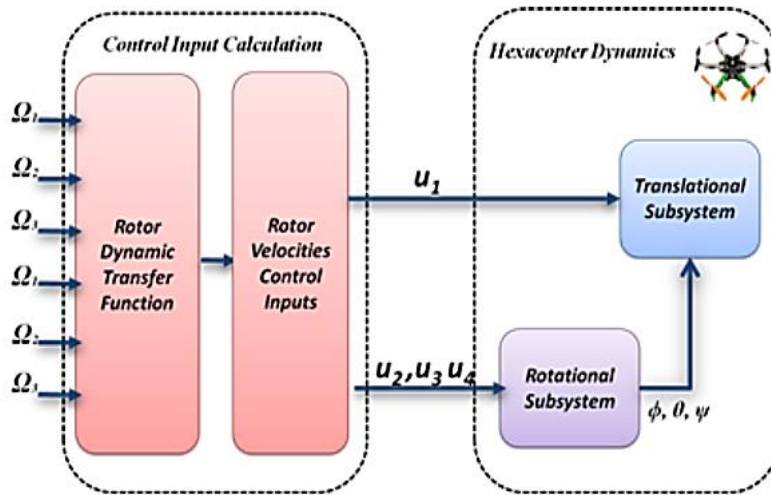 Control Input Calculation
Hexacopter Dynamics
Ω₁
Ω₂
Ω₃
Ω₁
Ω₂
Ω₃
Rotor
Dynamic
Transfer
Function
Rotor
Velocities
Control
Inputs
u₁
u₂,u₃ u₄
Translational
Subsystem
Rotational
Subsystem
ϕ, θ, ψ